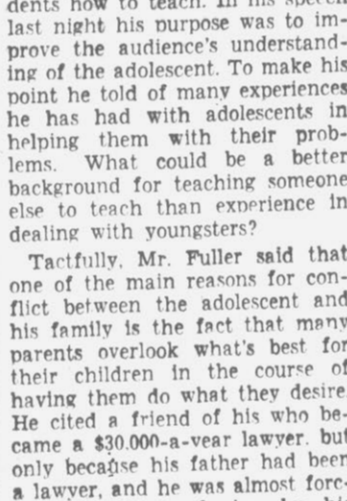 dents how to teach. In his speech
last night his purpose was to im-
prove the audience's understand-
ing of the adolescent. To make his
point he told of many experiences
he has had with adolescents in
helping them with their prob-
lems. What could be a better
background for teaching someone
else to teach than experience in
dealing with youngsters?
Tactfully, Mr. Fuller said that
one of the main reasons for con-
flict between the adolescent and
his family is the fact that many
parents overlook what's best for
their children in the course of
having them do what they desire.
He cited a friend of his who be-
came a $30,000-a-year lawyer, but
only because his father had been
a lawyer, and he was almost forc-